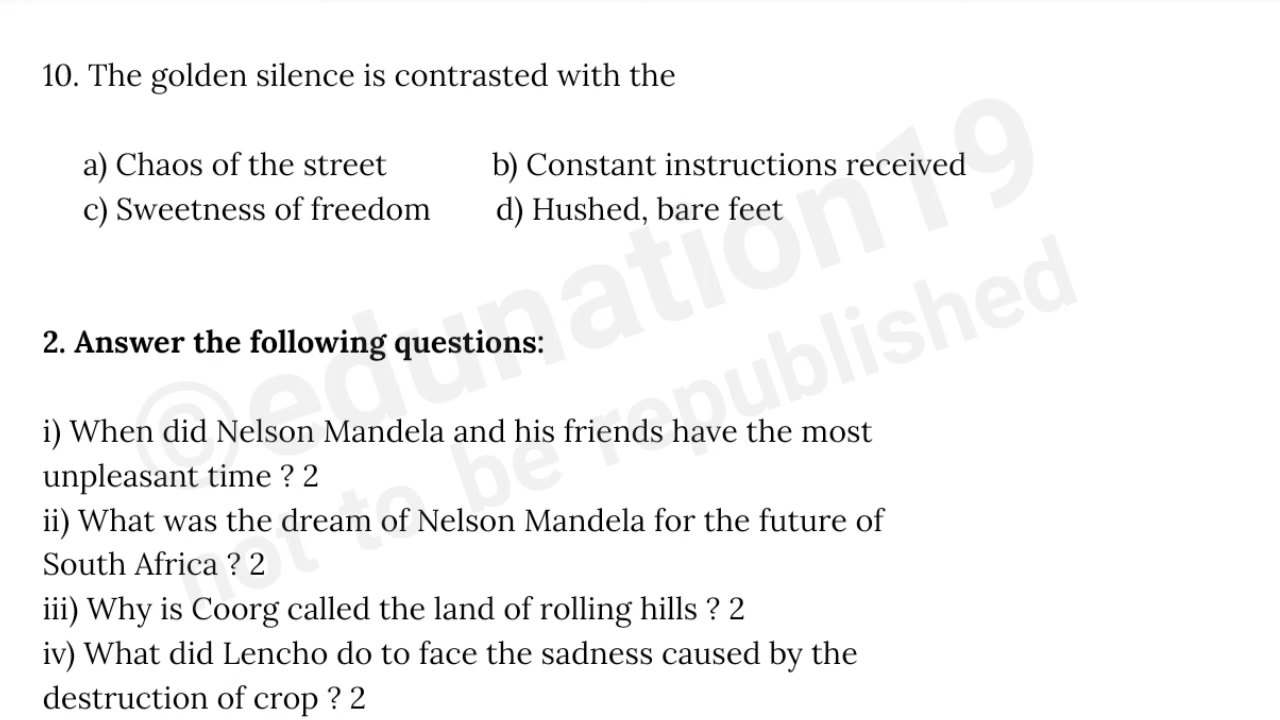 10. The golden silence is contrasted with the
a) Chaos of the street b) Constant instructions received
c) Sweetness of freedom d) Hushed, bare feet
2. Answer the following questions:
i) When did Nelson Mandela and his friends have the most
unpleasant time ? 2
ii) What was the dream of Nelson Mandela for the future of
South Africa ? 2
iii) Why is Coorg called the land of rolling hills ? 2
iv) What did Lencho do to face the sadness caused by the
destruction of crop ? 2
@edunation19
not to be republished